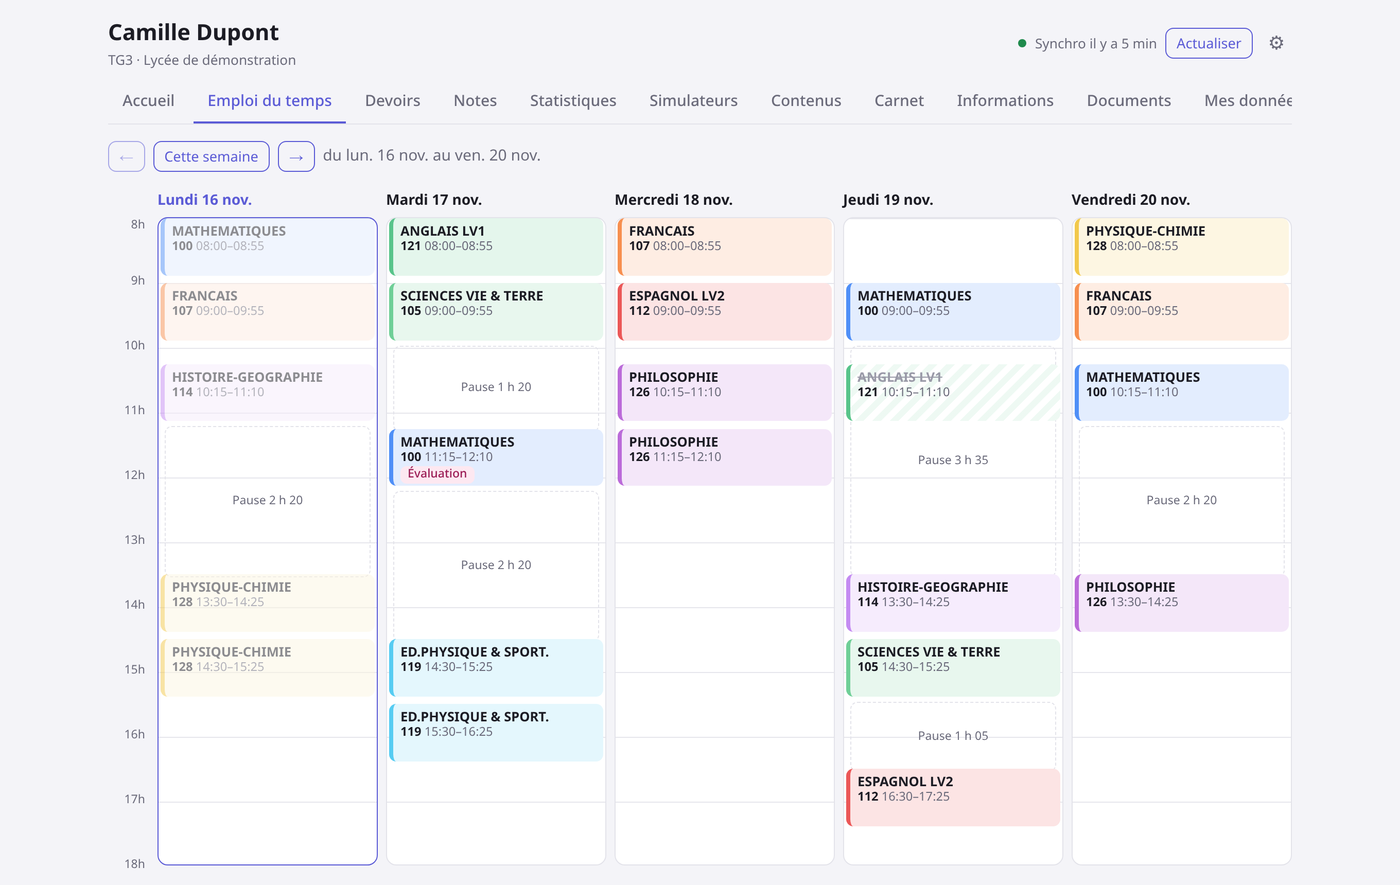 Camille Dupont
TG3 · Lycée de démonstration
Synchro il y a 5 min
Actualiser
Accueil
Emploi du temps
Devoirs
Notes
Statistiques
Simulateurs
Contenus
Carnet
Informations
Documents
Mes donnée
←
Cette semaine
→
du lun. 16 nov. au ven. 20 nov.
8h
9h
10h
11h
12h
13h
14h
15h
16h
17h
18h
Lundi 16 nov.
MATHEMATIQUES
100 08:00–08:55
FRANCAIS
107 09:00–09:55
HISTOIRE-GEOGRAPHIE
114 10:15–11:10
Pause 2 h 20
PHYSIQUE-CHIMIE
128 13:30–14:25
PHYSIQUE-CHIMIE
128 14:30–15:25
Mardi 17 nov.
ANGLAIS LV1
121 08:00–08:55
SCIENCES VIE & TERRE
105 09:00–09:55
Pause 1 h 20
MATHEMATIQUES
100 11:15–12:10
Évaluation
Pause 2 h 20
ED.PHYSIQUE & SPORT.
119 14:30–15:25
ED.PHYSIQUE & SPORT.
119 15:30–16:25
Mercredi 18 nov.
FRANCAIS
107 08:00–08:55
ESPAGNOL LV2
112 09:00–09:55
PHILOSOPHIE
126 10:15–11:10
PHILOSOPHIE
126 11:15–12:10
Jeudi 19 nov.
MATHEMATIQUES
100 09:00–09:55
ANGLAIS LV1
121 10:15–11:10
Pause 3 h 35
HISTOIRE-GEOGRAPHIE
114 13:30–14:25
SCIENCES VIE & TERRE
105 14:30–15:25
Pause 1 h 05
ESPAGNOL LV2
112 16:30–17:25
Vendredi 20 nov.
PHYSIQUE-CHIMIE
128 08:00–08:55
FRANCAIS
107 09:00–09:55
MATHEMATIQUES
100 10:15–11:10
Pause 2 h 20
PHILOSOPHIE
126 13:30–14:25